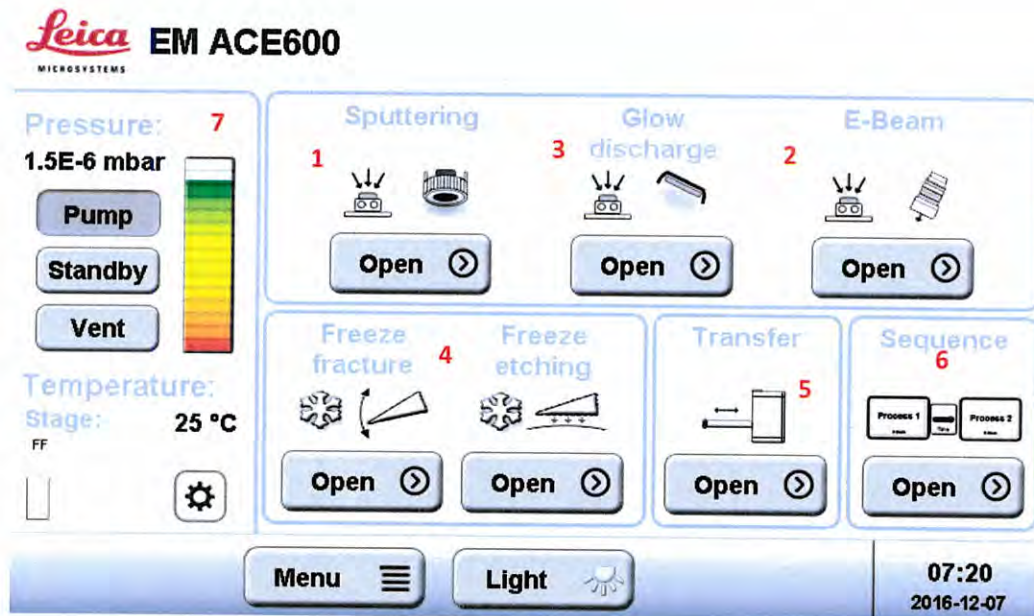 Leica EM ACE600
MICROSYSTEMS
Pressure: 7
1.5E-6 mbar
Pump
Standby
Vent
Temperature:
Stage: 25 °C
FF
Sputtering
1
Open
Glow
3 discharge
Open
E-Beam
2
Open
Freeze
fracture
4
Open
Freeze
etching
Open
Transfer
5
Open
Sequence
6
Process 1
Process 2
Open
Menu
Light
07:20
2016-12-07